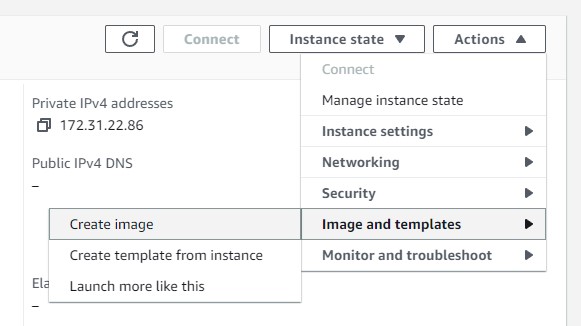 Connect
Instance state
Actions
Connect
Manage instance state
Private IPv4 addresses
172.31.22.86
Instance settings
Public IPv4 DNS
Networking
–
Security
Create image
Image and templates
Create template from instance
Monitor and troubleshoot
Ela
Launch more like this
–